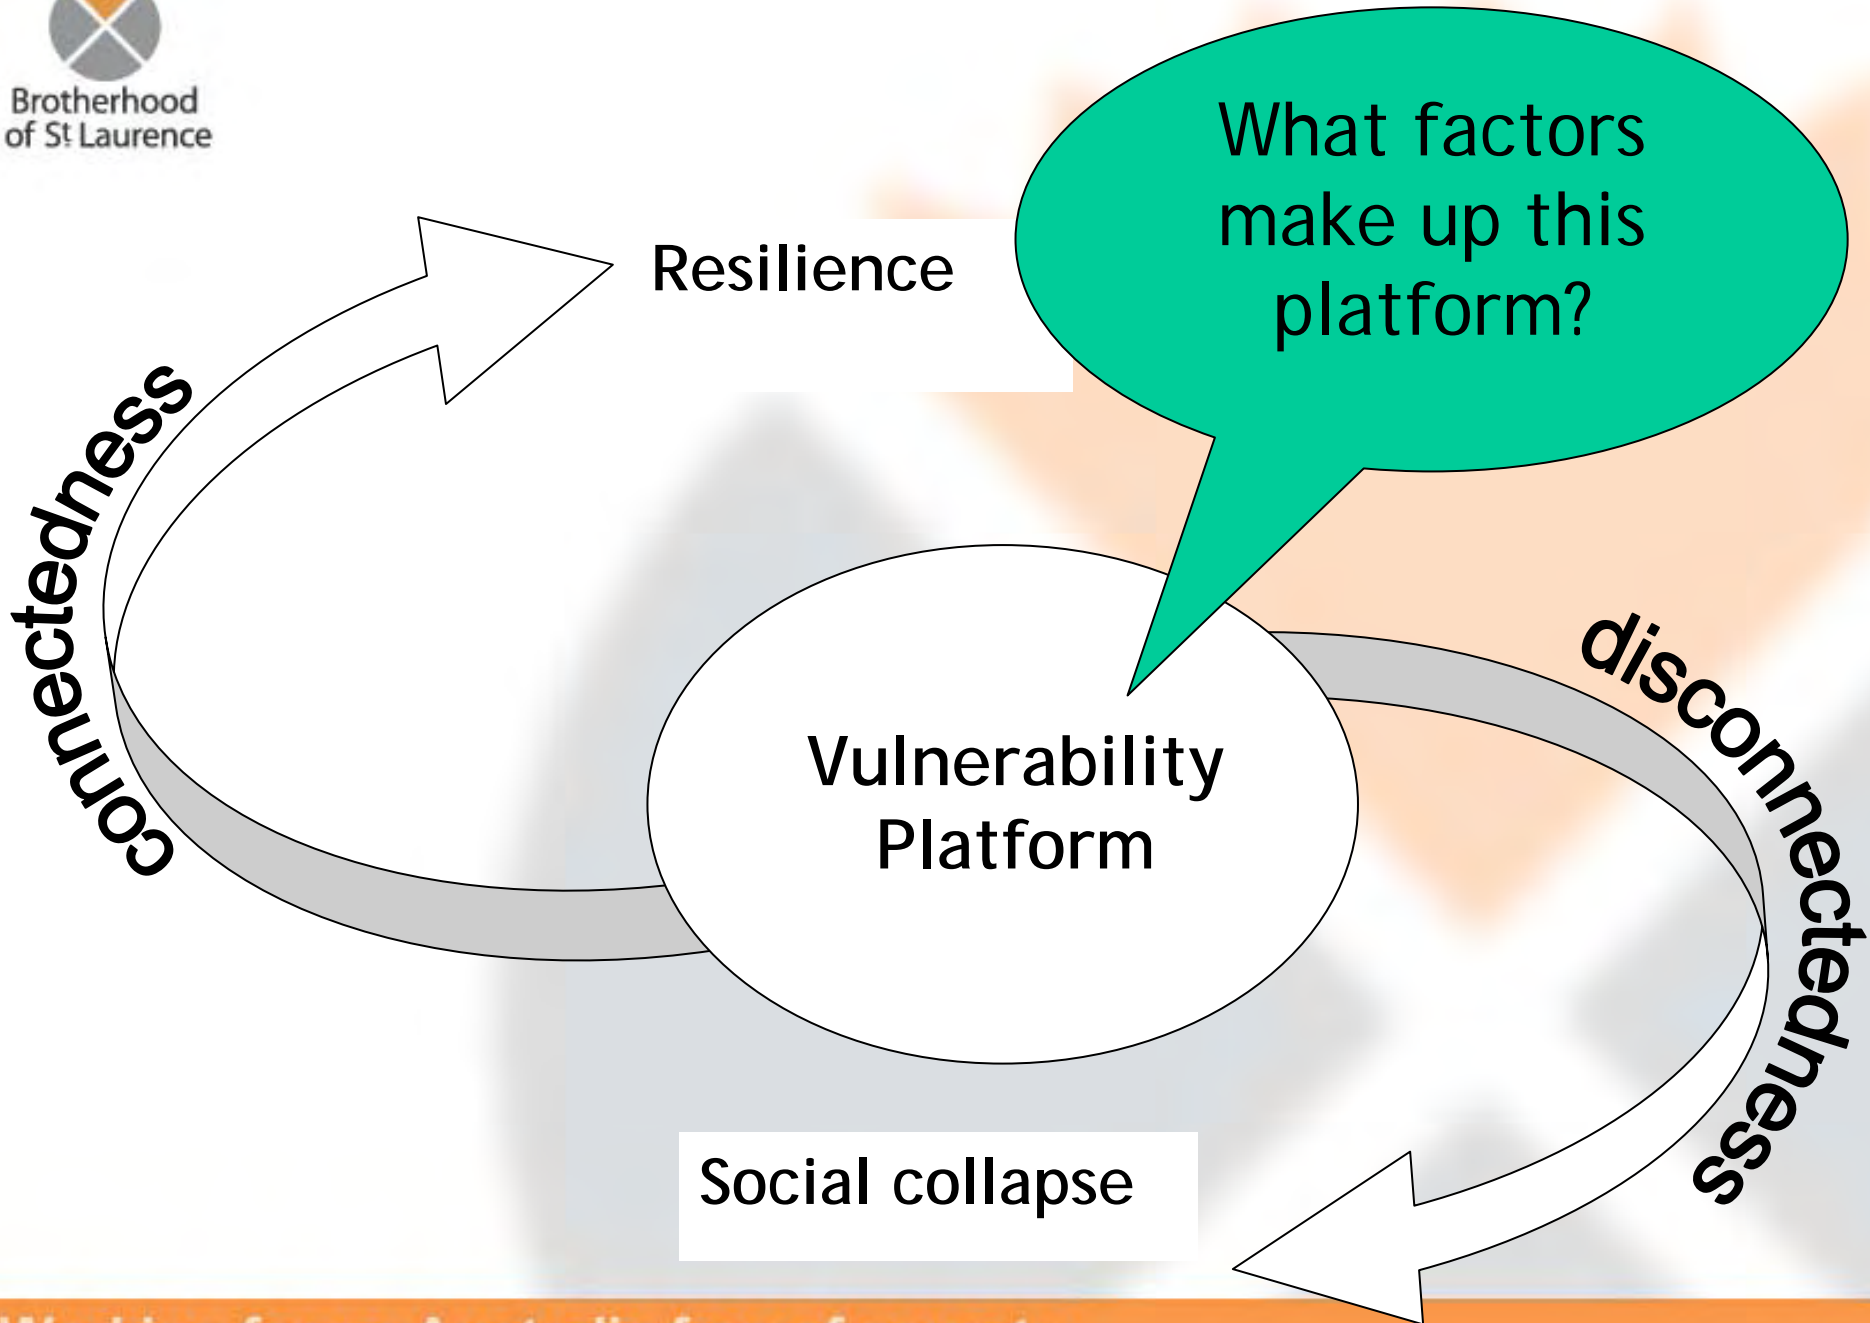 Brotherhood
of St Laurence
What factors
make up this
platform?
Resilience
connectedness
Vulnerability
Platform
disconnectedness
Social collapse